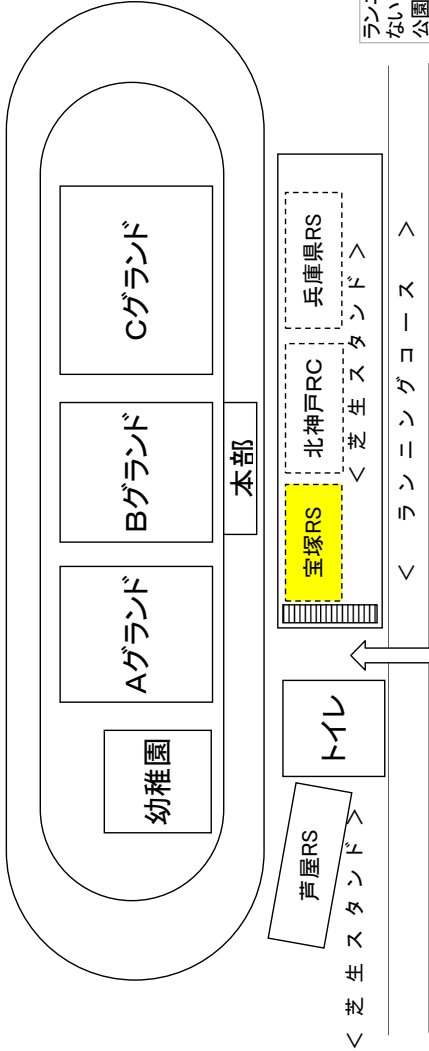 幼稚園
Aグランド
Bグランド
Cグランド
本部
芦屋RS
トイレ
宝塚RS
北神戸RC
兵庫県RS
＜ 芝 生 ス タ ン ド ＞
＜ 芝 生 ス タ ン ド ＞
＜ ラ ン ニ ン グ コ ー ス ＞
ラン
ない
公園